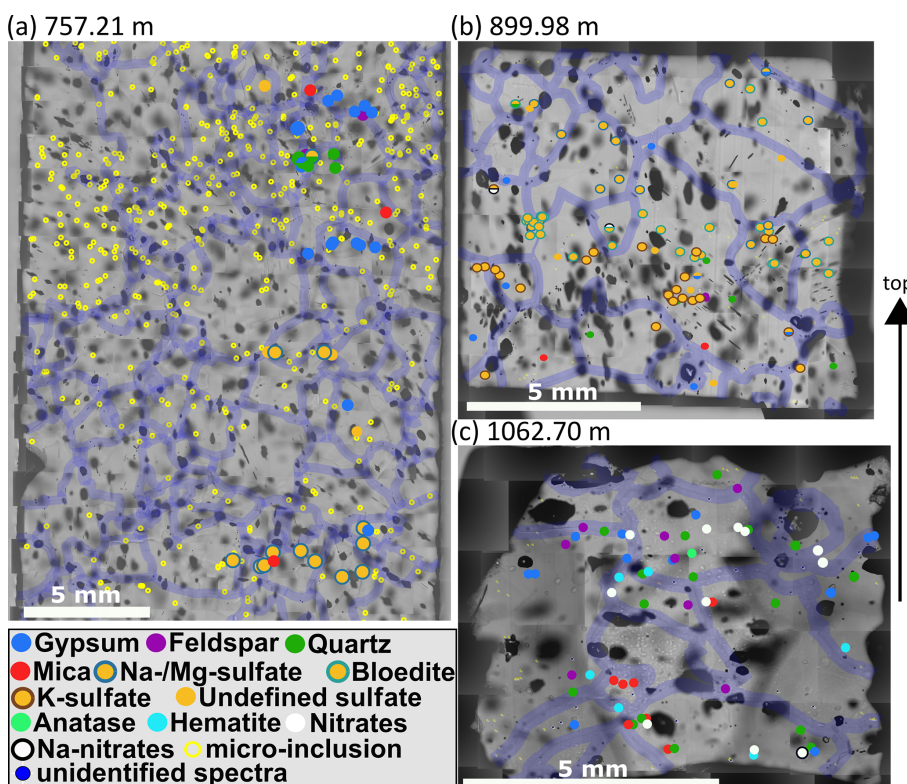 (a) 757.21 m
(b) 899.98 m
top
5 mm
(c) 1062.70 m
5 mm
Gypsum Feldspar Quartz
Mica Na-/Mg-sulfate Bloedite
K-sulfate Undefined sulfate
Anatase Hematite Nitrates
Na-nitrates micro-inclusion
unidentified spectra
5 mm